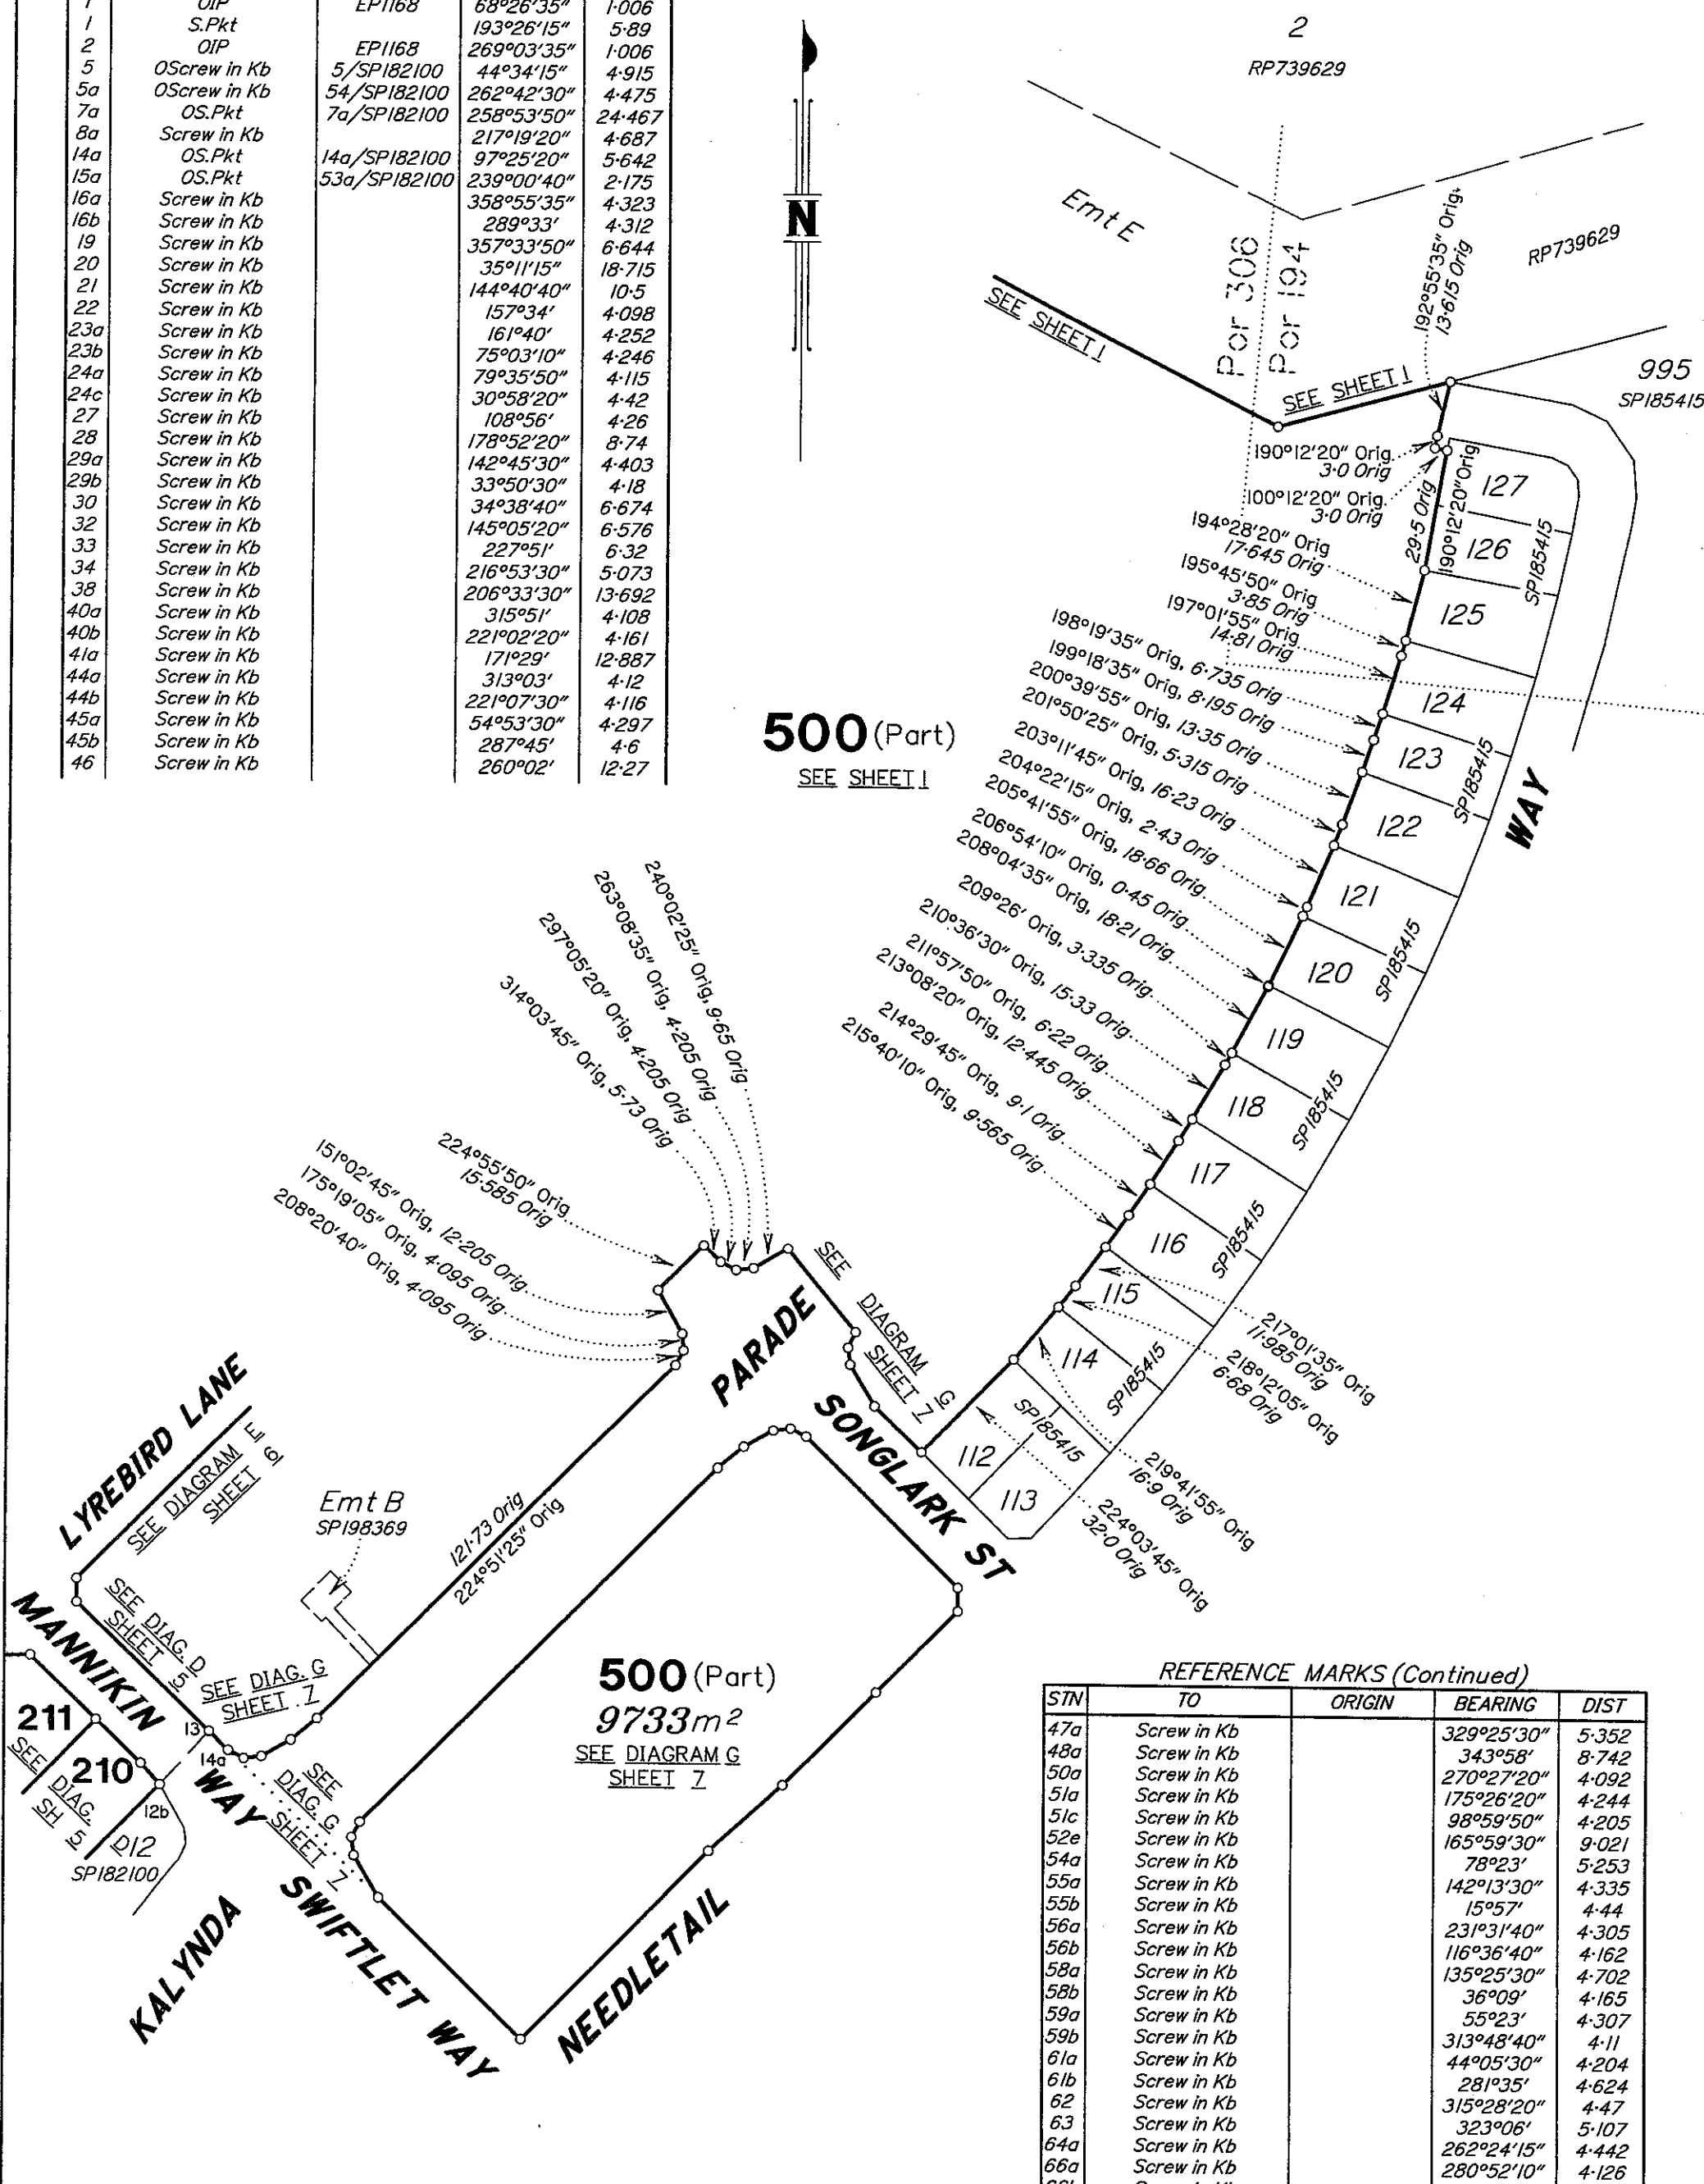 1 OIP EP1168 68°26'35" 1·006
1 S.Pkt 193°26'15" 5·89
2 OIP EP1168 269°03'35" 1·006
5 OScrew in Kb 5/SP182100 44°34'15" 4·915
5a OScrew in Kb 54/SP182100 262°42'30" 4·475
7a OS.Pkt 7a/SP182100 258°53'50" 24·467
8a Screw in Kb 217°19'20" 4·687
14a OS.Pkt 14a/SP182100 97°25'20" 5·642
15a OS.Pkt 53a/SP182100 239°00'40" 2·175
16a Screw in Kb 358°55'35" 4·323
16b Screw in Kb 289°33' 4·312
19 Screw in Kb 357°33'50" 6·644
20 Screw in Kb 35°11'15" 18·715
21 Screw in Kb 144°40'40" 10·5
22 Screw in Kb 157°34' 4·098
23a Screw in Kb 161°40' 4·252
23b Screw in Kb 75°03'10" 4·246
24a Screw in Kb 79°35'50" 4·115
24c Screw in Kb 30°58'20" 4·42
27 Screw in Kb 108°56' 4·26
28 Screw in Kb 178°52'20" 8·74
29a Screw in Kb 142°45'30" 4·403
29b Screw in Kb 33°50'30" 4·18
30 Screw in Kb 34°38'40" 6·674
32 Screw in Kb 145°05'20" 6·576
33 Screw in Kb 227°51' 6·32
34 Screw in Kb 216°53'30" 5·073
38 Screw in Kb 206°33'30" 13·692
40a Screw in Kb 315°51' 4·108
40b Screw in Kb 221°02'20" 4·161
41a Screw in Kb 171°29' 12·887
44a Screw in Kb 313°03' 4·12
44b Screw in Kb 221°07'30" 4·116
45a Screw in Kb 54°53'30" 4·297
45b Screw in Kb 287°45' 4·6
46 Screw in Kb 260°02' 12·27
N
2
RP739629
Emt E
Por 306
Por 194
192°55'35" Orig.
13·615 Orig
RP739629
SEE SHEET 1
SEE SHEET 1
995
SP185415
190°12'20" Orig.
3·0 Orig
100°12'20" Orig.
3·0 Orig
29·5 Orig
190°12'20" Orig
127
126
SP185415
125
194°28'20" Orig
17·645 Orig
195°45'50" Orig
3·85 Orig
197°01'55" Orig
14·81 Orig
198°19'35" Orig, 6·735 Orig
199°18'35" Orig, 8·195 Orig
200°39'55" Orig, 13·35 Orig
201°50'25" Orig, 5·315 Orig
203°11'45" Orig, 16·23 Orig
204°22'15" Orig, 2·43 Orig
205°41'55" Orig, 18·66 Orig
206°54'10" Orig, 0·45 Orig
208°04'35" Orig, 18·21 Orig
209°26' Orig, 3·335 Orig
210°36'30" Orig, 15·33 Orig
211°57'50" Orig, 6·22 Orig
213°08'20" Orig, 12·445 Orig
214°29'45" Orig, 9·1 Orig
215°40'10" Orig, 9·565 Orig
124
123
SP185415
122
WAY
121
120
SP185415
119
118
SP185415
117
116
SP185415
115
114
SP185415
112
SP185415
113
217°01'35" Orig
11·985 Orig
218°12'05" Orig
6·68 Orig
219°41'55" Orig
16·9 Orig
224°03'45" Orig
32·0 Orig
500 (Part)
SEE SHEET 1
240°02'25" Orig, 9·65 Orig
263°08'35" Orig, 4·205 Orig
297°05'20" Orig, 4·205 Orig
314°03'45" Orig, 5·73 Orig
224°55'50" Orig
15·585 Orig
151°02'45" Orig, 12·205 Orig
175°19'05" Orig, 4·095 Orig
208°20'40" Orig, 4·095 Orig
SEE
DIAGRAM G
SHEET 7
PARADE
SONGLARK ST
LYREBIRD LANE
SEE DIAGRAM E
SHEET 6
Emt B
SP198369
121·73 Orig
224°51'25" Orig
MANNIKIN
WAY
SEE DIAG. D
SHEET 5
SEE DIAG. G
SHEET 7
13
14a
211
210
SEE DIAG. D
SH 5
12b
12
SP182100
SEE
DIAG. G
SHEET 7
500 (Part)
9733m²
SEE DIAGRAM G
SHEET 7
KALYNDA
SWIFTLET WAY
NEEDLETAIL
REFERENCE MARKS (Continued)
STN TO ORIGIN BEARING DIST
47a Screw in Kb 329°25'30" 5·352
48a Screw in Kb 343°58' 8·742
50a Screw in Kb 270°27'20" 4·092
51a Screw in Kb 175°26'20" 4·244
51c Screw in Kb 98°59'50" 4·205
52e Screw in Kb 165°59'30" 9·021
54a Screw in Kb 78°23' 5·253
55a Screw in Kb 142°13'30" 4·335
55b Screw in Kb 15°57' 4·44
56a Screw in Kb 231°31'40" 4·305
56b Screw in Kb 116°36'40" 4·162
58a Screw in Kb 135°25'30" 4·702
58b Screw in Kb 36°09' 4·165
59a Screw in Kb 55°23' 4·307
59b Screw in Kb 313°48'40" 4·11
61a Screw in Kb 44°05'30" 4·204
61b Screw in Kb 281°35' 4·624
62 Screw in Kb 315°28'20" 4·47
63 Screw in Kb 323°06' 5·107
64a Screw in Kb 262°24'15" 4·442
66a Screw in Kb 280°52'10" 4·126